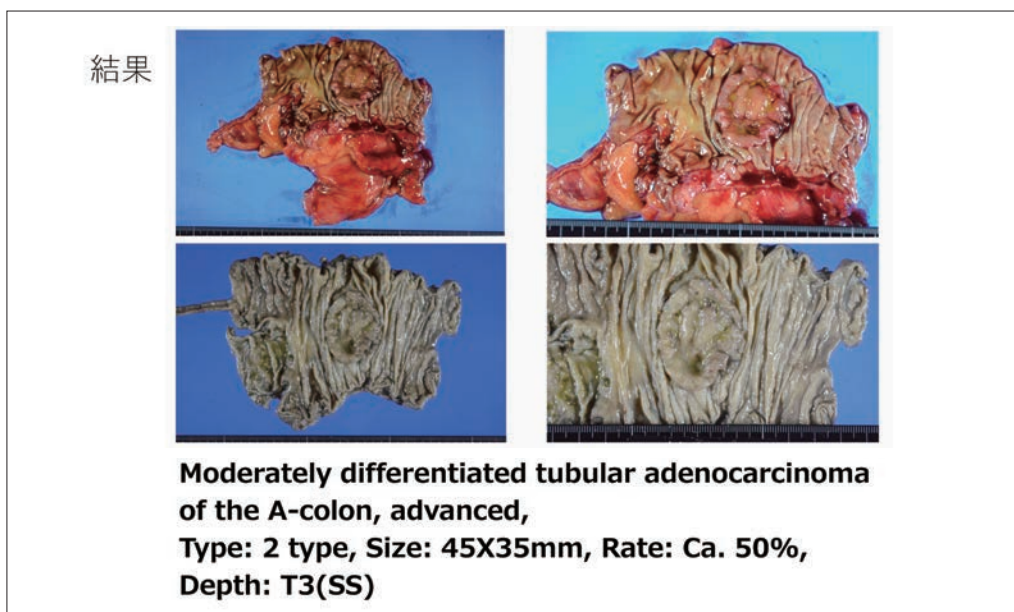 結果
Moderately differentiated tubular adenocarcinoma
of the A-colon, advanced,
Type: 2 type, Size: 45X35mm, Rate: Ca. 50%,
Depth: T3(SS)